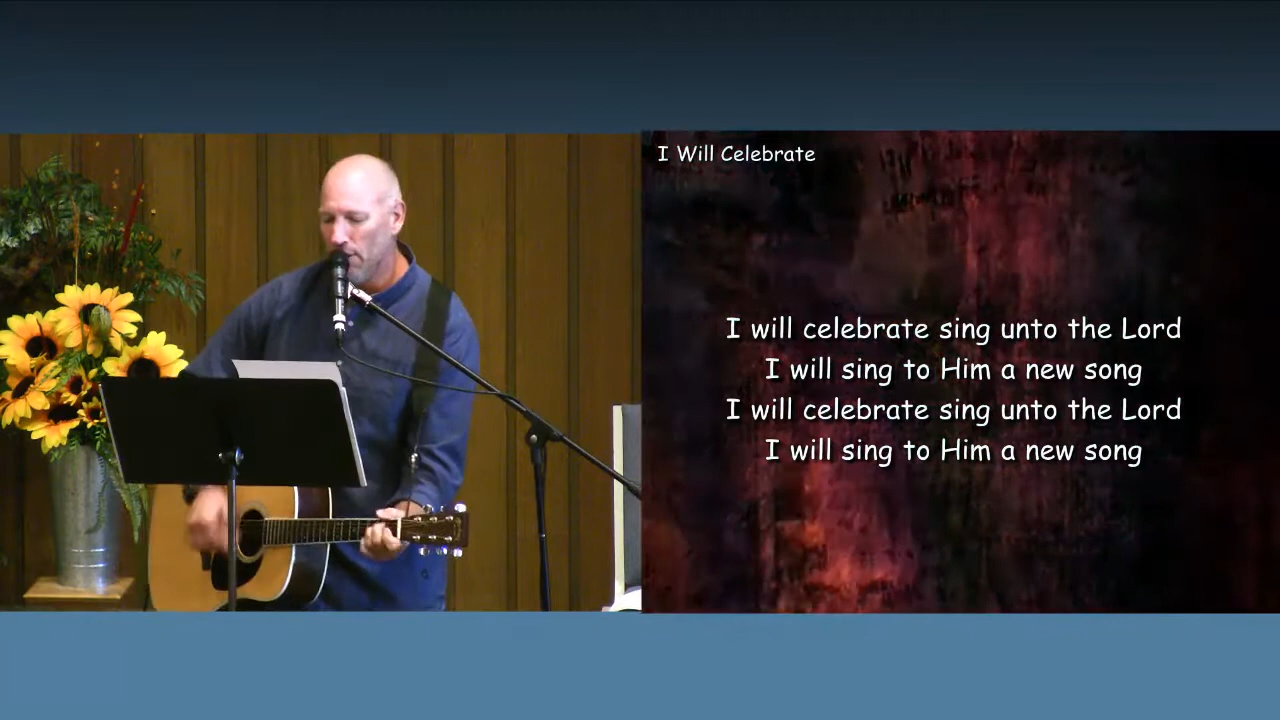 I Will Celebrate
I will celebrate sing unto the Lord
I will sing to Him a new song
I will celebrate sing unto the Lord
I will sing to Him a new song